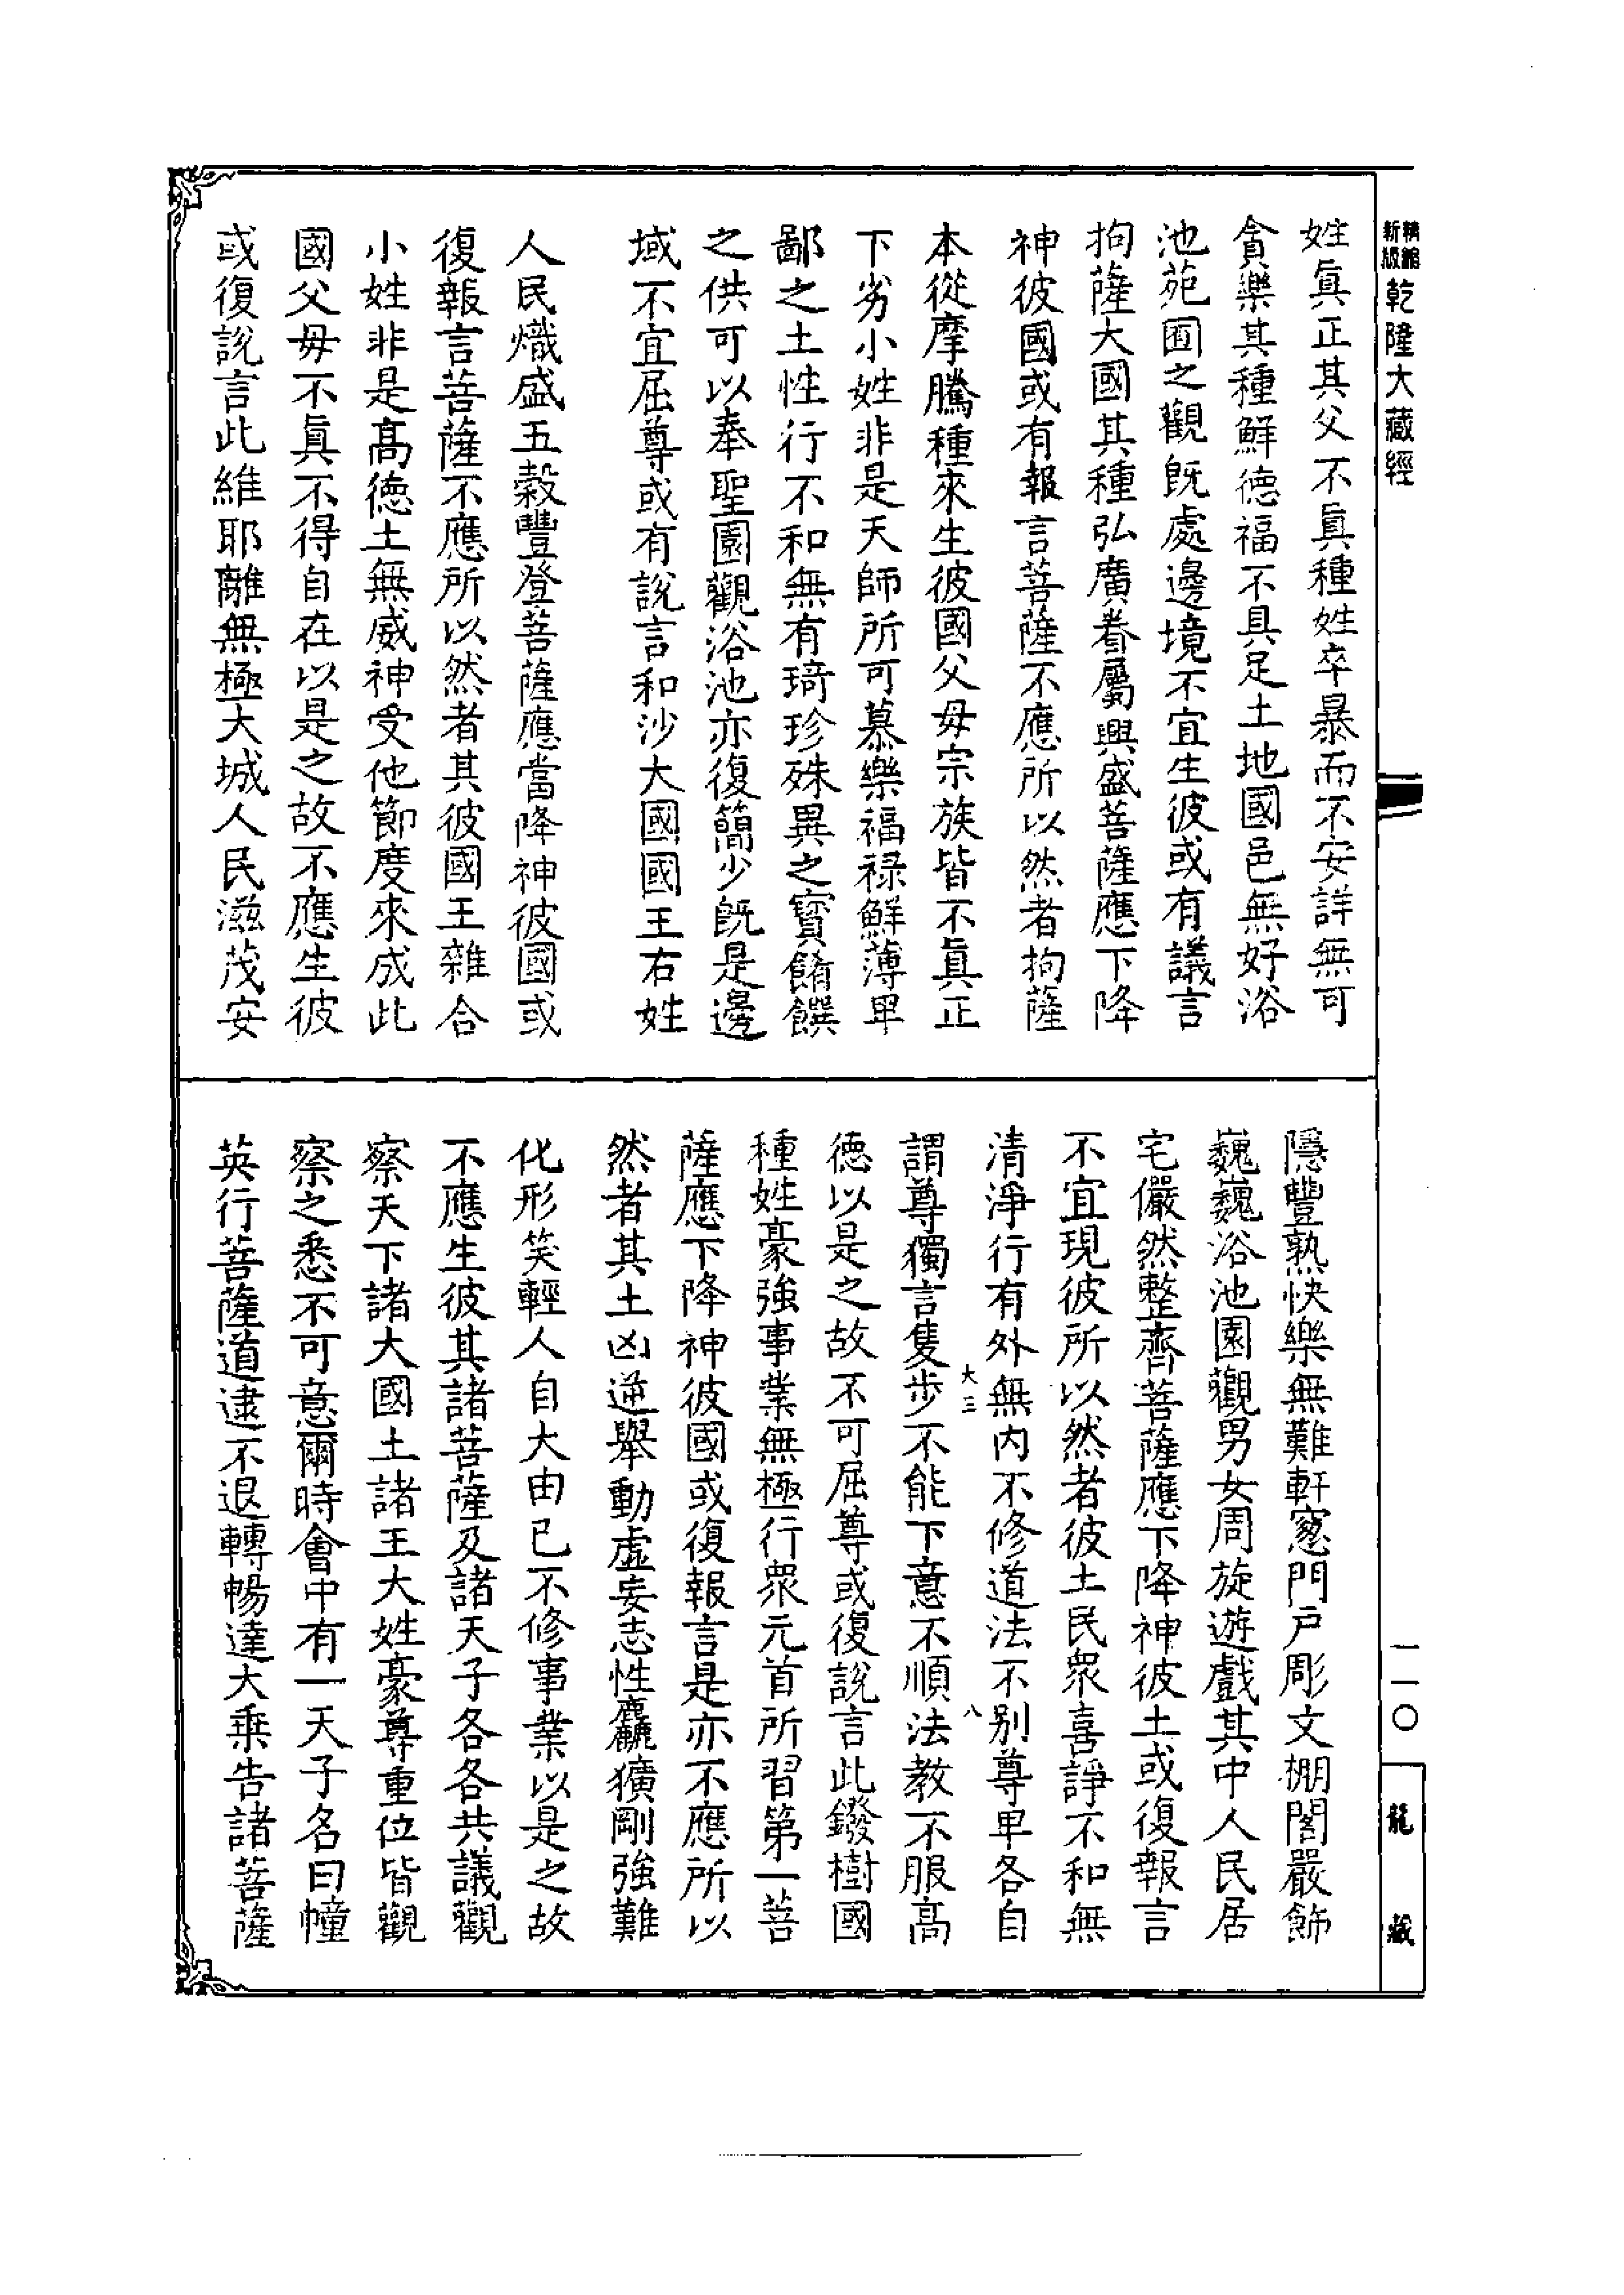 精縮
新版
乾隆大藏經
姓眞正其父不眞種姓卒暴而不安詳無可
貪樂其種鮮德福不具足土地國邑無好浴
池苑囿之觀旣處邊境不宜生彼或有議言
拘薩大國其種弘廣眷屬興盛菩薩應下降
神彼國或有報言菩薩不應所以然者拘薩
本從摩騰種來生彼國父母宗族皆不眞正
下劣小姓非是天師所可慕樂福祿鮮薄卑
鄙之土性行不和無有琦珍殊異之寶餚饌
之供可以奉聖園觀浴池亦復簡少旣是邊
域不宜屈尊或有說言和沙大國國王右姓
人民熾盛五穀豐登菩薩應當降神彼國或
復報言菩薩不應所以然者其彼國王雜合
小姓非是高德土無威神受他節度來成此
國父母不眞不得自在以是之故不應生彼
或復說言此維耶離無極大城人民滋茂安
隱豐熟快樂無難軒窻門戶彫文棚閣嚴飾
巍巍浴池園觀男女周旋遊戲其中人民居
宅儼然整齊菩薩應下降神彼土或復報言
不宜現彼所以然者彼土民眾喜諍不和無
清淨行有外無內不修道法不別尊卑各自
大三
八
謂尊獨言隻步不能下意不順法教不服高
德以是之故不可屈尊或復說言此鏺樹國
種姓豪強事業無極行眾元首所習第一菩
薩應下降神彼國或復報言是亦不應所以
然者其土凶逆舉動虛妄志性麤獷剛強難
化形笑輕人自大由已不修事業以是之故
不應生彼其諸菩薩及諸天子各各共議觀
察天下諸大國土諸王大姓豪尊重位皆觀
察之悉不可意爾時會中有一天子名曰幢
英行菩薩道逮不退轉暢達大乘告諸菩薩
一一〇
龍藏